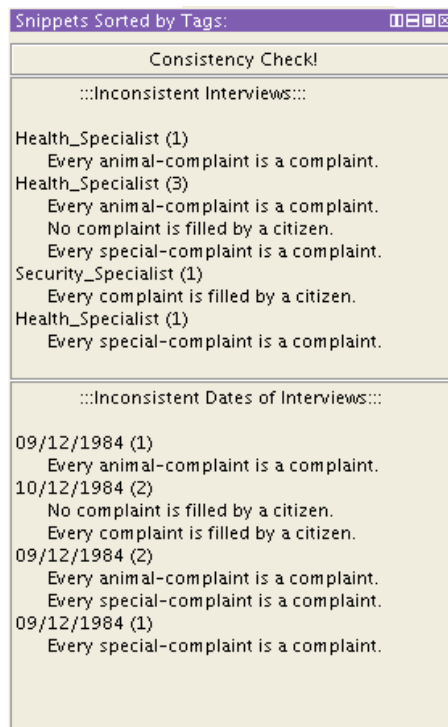 Snippets Sorted by Tags:
Consistency Check!
:::Inconsistent Interviews:::
Health_Specialist (1)
Every animal-complaint is a complaint.
Health_Specialist (3)
Every animal-complaint is a complaint.
No complaint is filled by a citizen.
Every special-complaint is a complaint.
Security_Specialist (1)
Every complaint is filled by a citizen.
Health_Specialist (1)
Every special-complaint is a complaint.
:::Inconsistent Dates of Interviews:::
09/12/1984 (1)
Every animal-complaint is a complaint.
10/12/1984 (2)
No complaint is filled by a citizen.
Every complaint is filled by a citizen.
09/12/1984 (2)
Every animal-complaint is a complaint.
Every special-complaint is a complaint.
09/12/1984 (1)
Every special-complaint is a complaint.